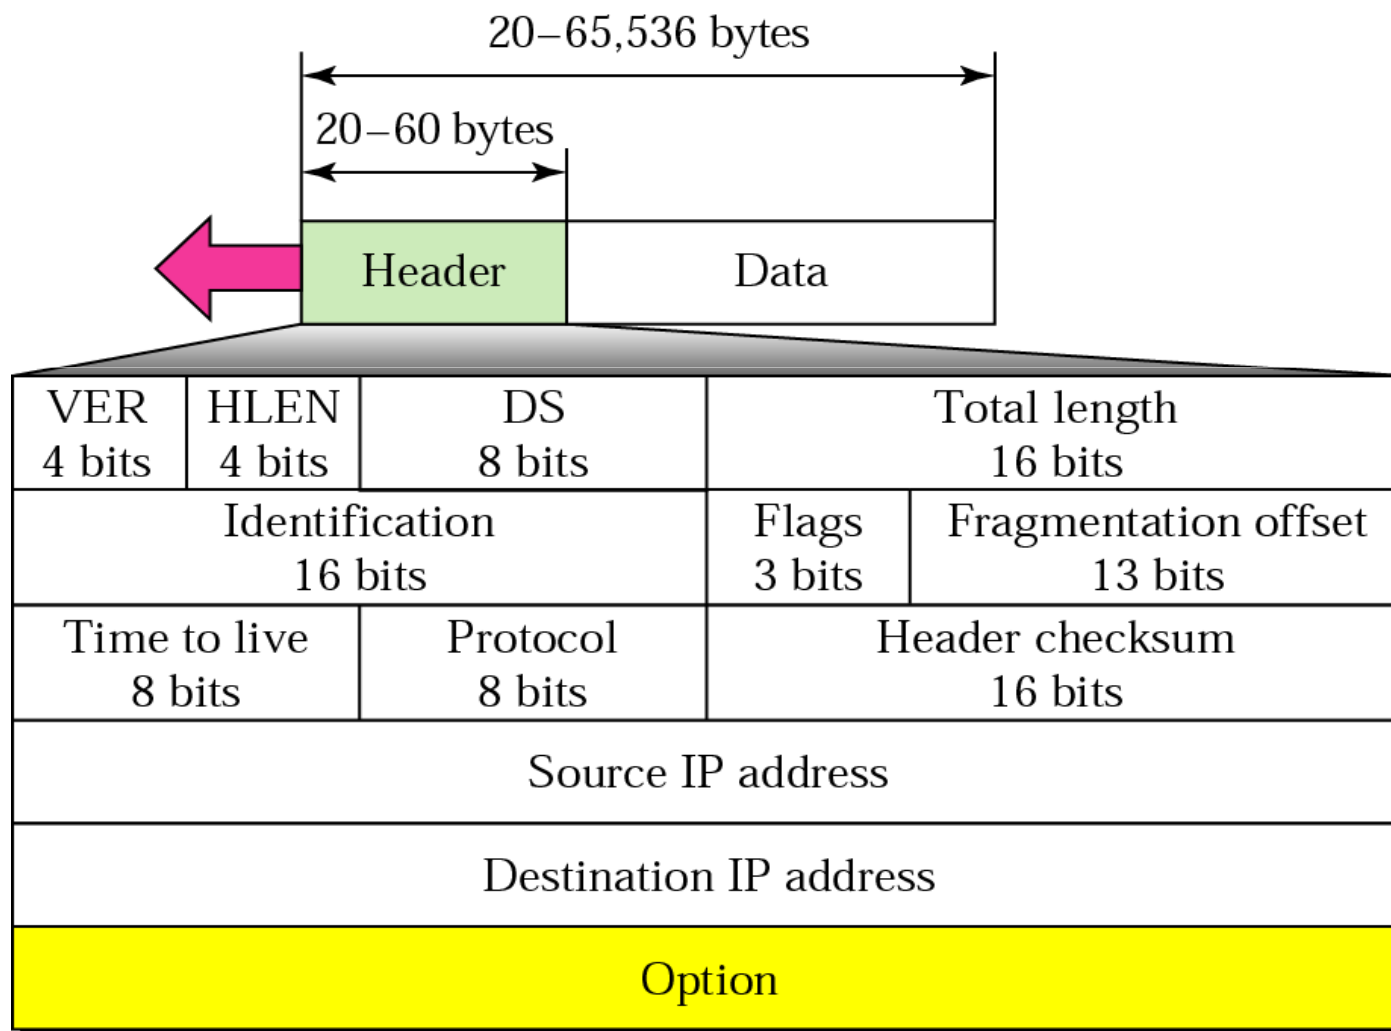 20–65,536 bytes
20–60 bytes
Header
Data
VER
4 bits
HLEN
4 bits
DS
8 bits
Total length
16 bits
Identification
16 bits
Flags
3 bits
Fragmentation offset
13 bits
Time to live
8 bits
Protocol
8 bits
Header checksum
16 bits
Source IP address
Destination IP address
Option